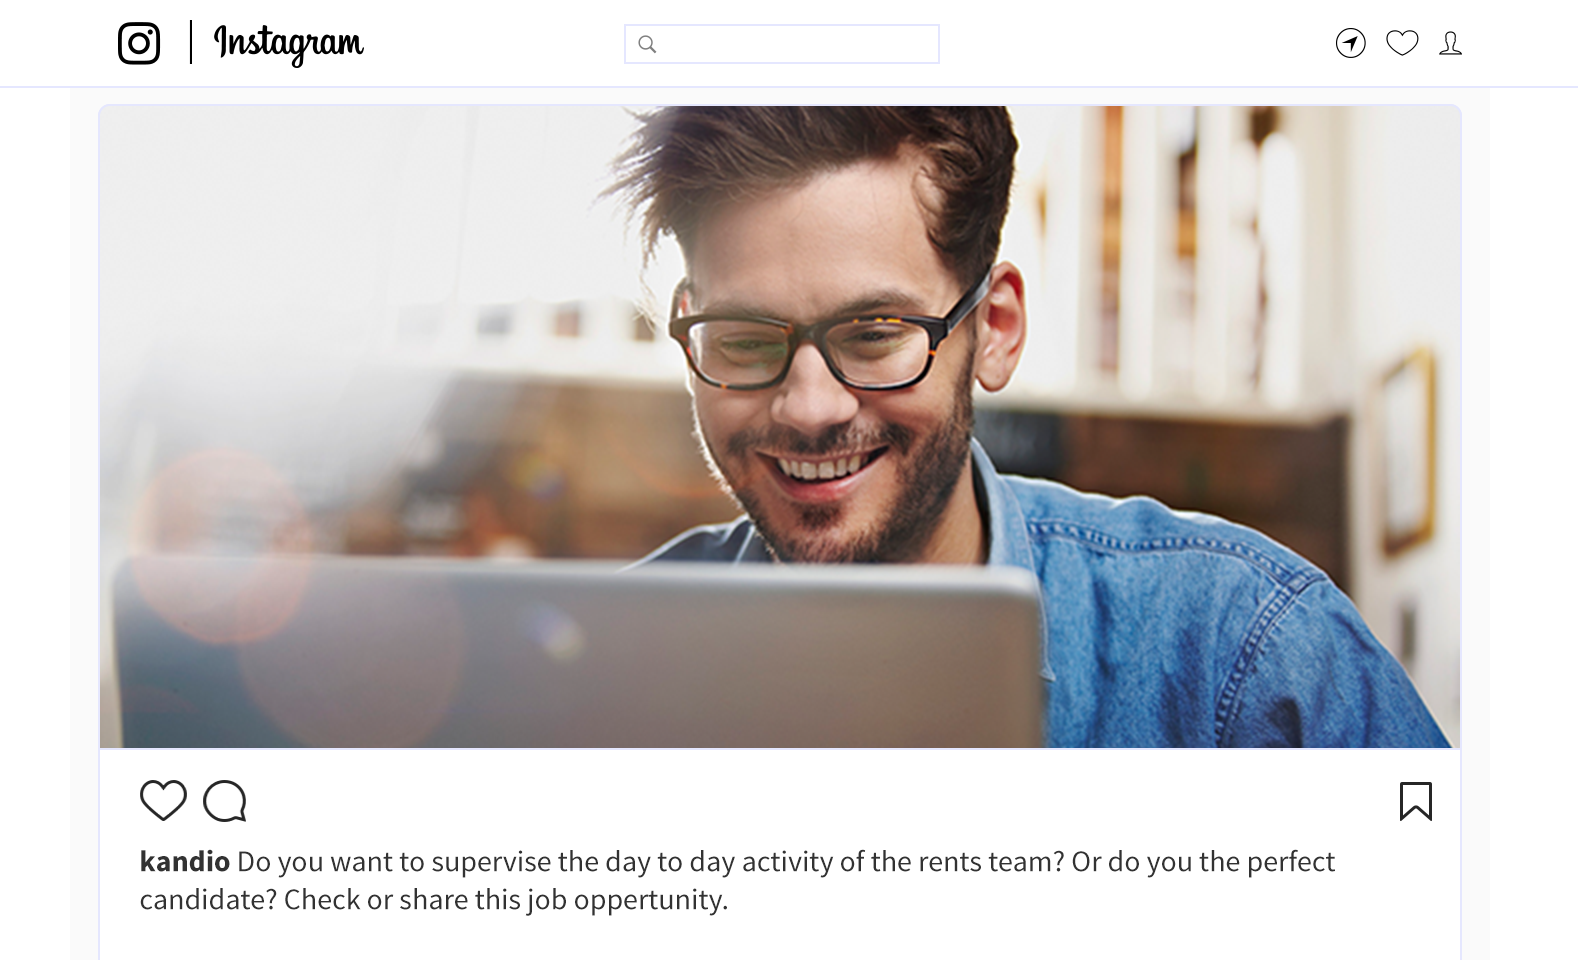 Instagram
kandio Do you want to supervise the day to day activity of the rents team? Or do you the perfect
candidate? Check or share this job oppertunity.